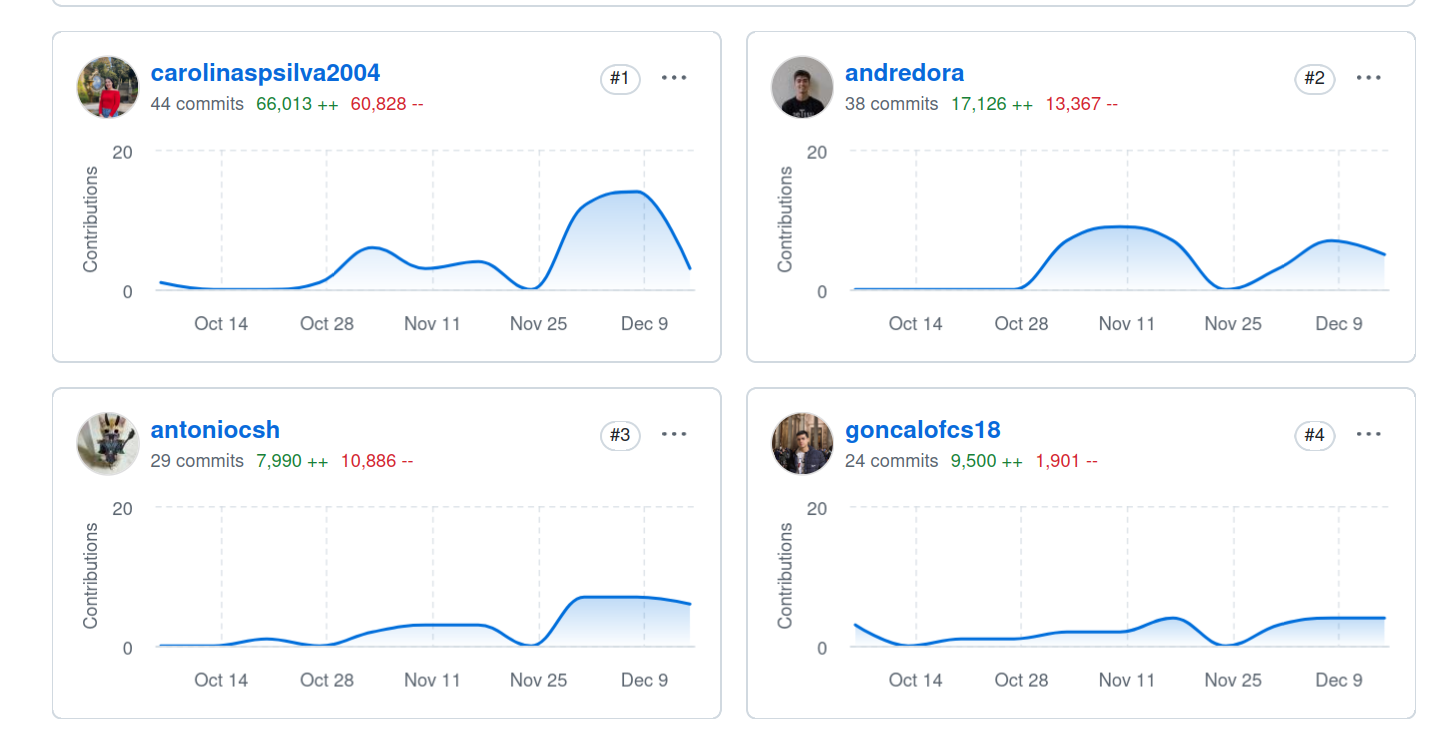 carolinaspsilva2004
#1
44 commits 66,013 ++ 60,828 --
Contributions
20
0
Oct 14 Oct 28 Nov 11 Nov 25 Dec 9
andredora
#2
38 commits 17,126 ++ 13,367 --
Contributions
20
0
Oct 14 Oct 28 Nov 11 Nov 25 Dec 9
antoniocsh
#3
29 commits 7,990 ++ 10,886 --
Contributions
20
0
Oct 14 Oct 28 Nov 11 Nov 25 Dec 9
goncalofcs18
#4
24 commits 9,500 ++ 1,901 --
Contributions
20
0
Oct 14 Oct 28 Nov 11 Nov 25 Dec 9